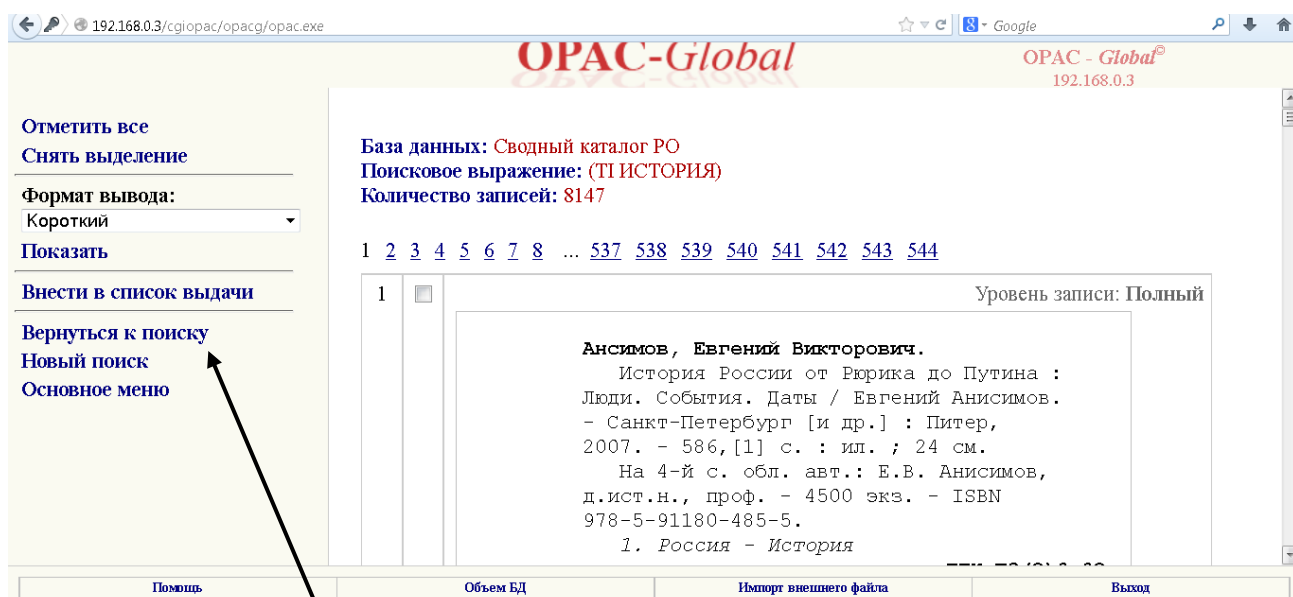 192.168.0.3/cgiopac/opacg/opac.exe
Google
OPAC-Global
OPAC - Global©
192.168.0.3
Отметить все
Снять выделение
Формат вывода:
Короткий
Показать
Внести в список выдачи
Вернуться к поиску
Новый поиск
Основное меню
База данных: Сводный каталог РО
Поисковое выражение: (TI ИСТОРИЯ)
Количество записей: 8147
1 2 3 4 5 6 7 8 ... 537 538 539 540 541 542 543 544
1 Уровень записи: Полный
Ансимов, Евгений Викторович.
История России от Рюрика до Путина :
Люди. События. Даты / Евгений Анисимов.
- Санкт-Петербург [и др.] : Питер,
2007. - 586,[1] с. : ил. ; 24 см.
На 4-й с. обл. авт.: Е.В. Анисимов,
д.ист.н., проф. - 4500 экз. - ISBN
978-5-91180-485-5.
1. Россия - История
Помощь
Объем БД
Импорт внешнего файла
Выход